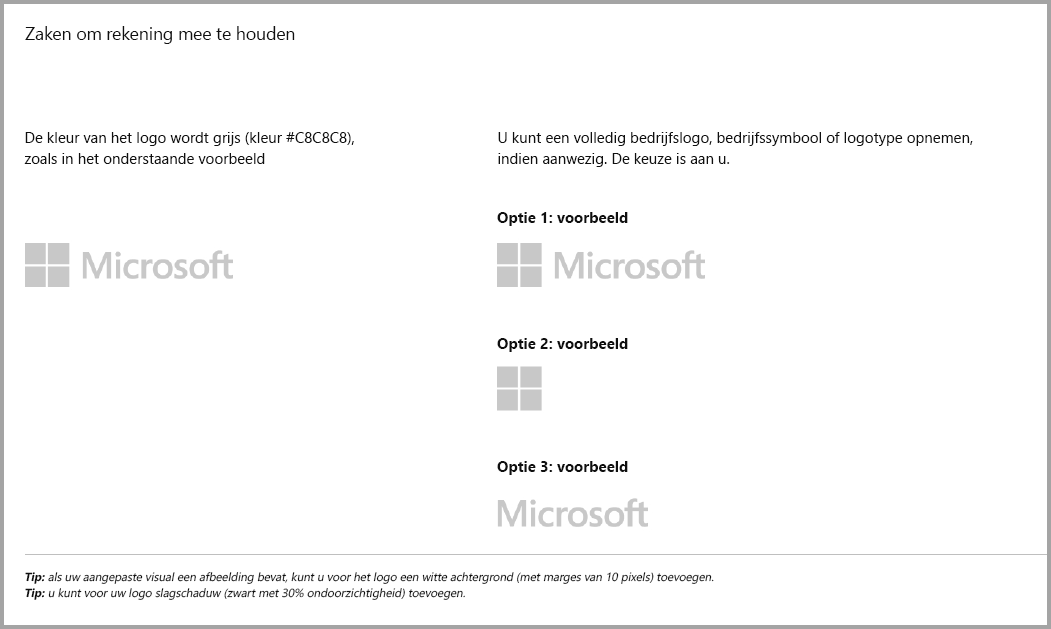 Zaken om rekening mee te houden
De kleur van het logo wordt grijs (kleur #C8C8C8),
zoals in het onderstaande voorbeeld
Microsoft
U kunt een volledig bedrijfslogo, bedrijfssymbool of logotype opnemen,
indien aanwezig. De keuze is aan u.
Optie 1: voorbeeld
Microsoft
Optie 2: voorbeeld
Optie 3: voorbeeld
Microsoft
Tip: als uw aangepaste visual een afbeelding bevat, kunt u voor het logo een witte achtergrond (met marges van 10 pixels) toevoegen.
Tip: u kunt voor uw logo slagschaduw (zwart met 30% ondoorzichtigheid) toevoegen.